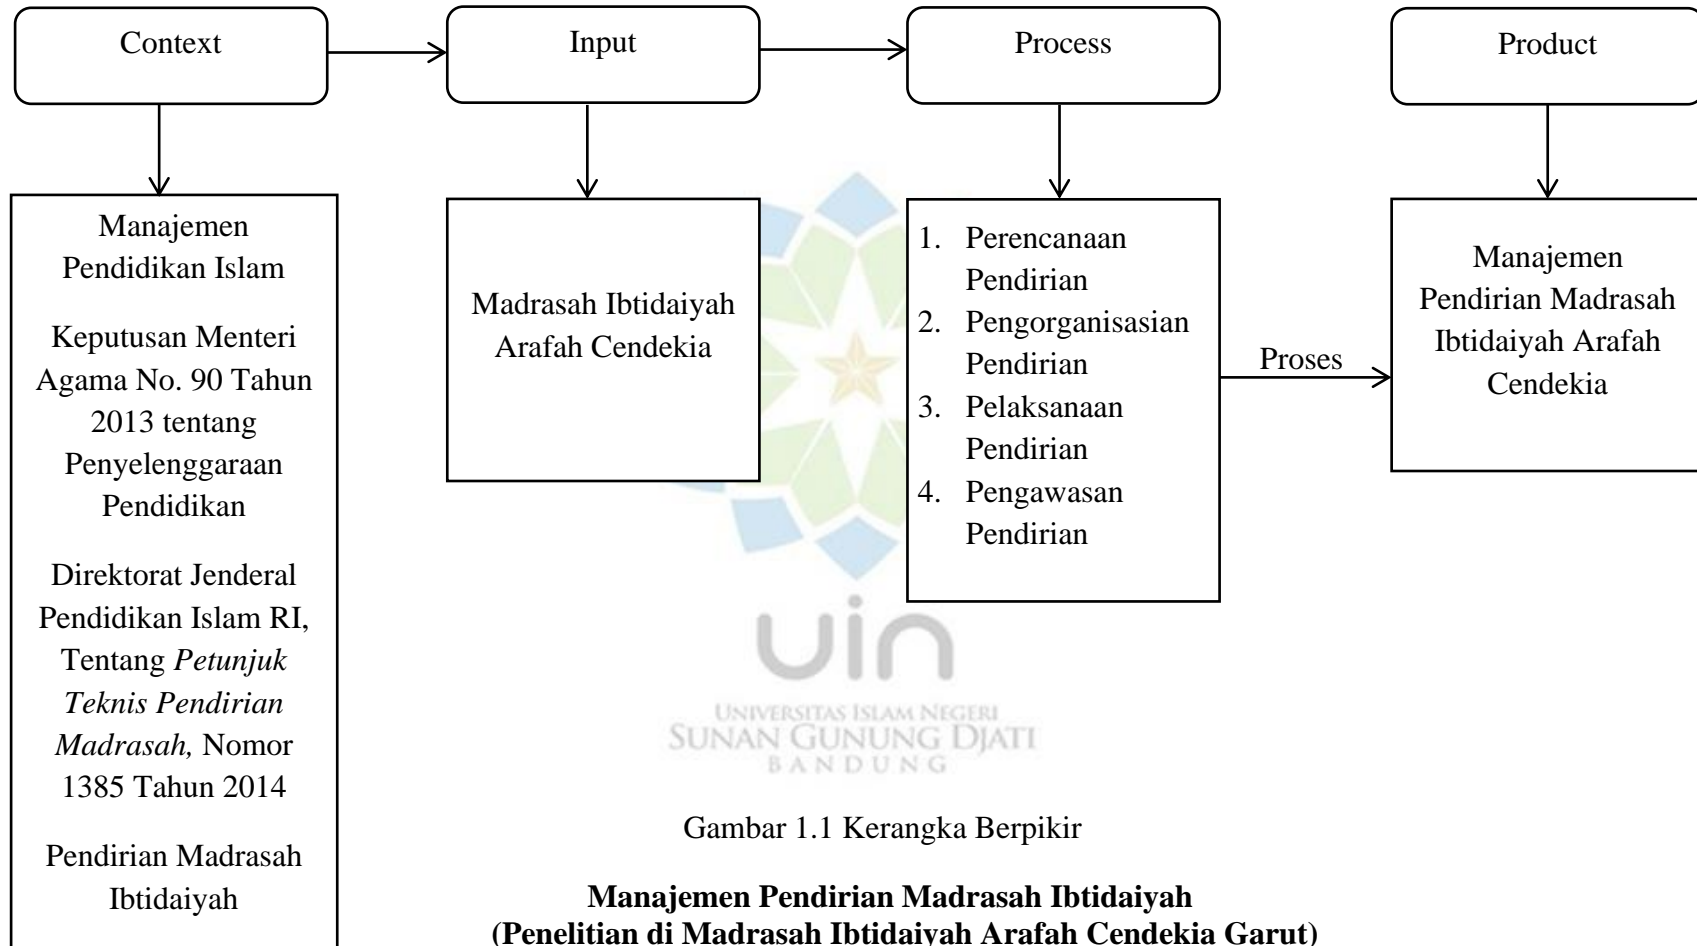 Context
Input
Process
Product
Manajemen
Pendidikan Islam
Keputusan Menteri
Agama No. 90 Tahun
2013 tentang
Penyelenggaraan
Pendidikan
Direktorat Jenderal
Pendidikan Islam RI,
Tentang Petunjuk
Teknis Pendirian
Madrasah, Nomor
1385 Tahun 2014
Pendirian Madrasah
Ibtidaiyah
Madrasah Ibtidaiyah
Arafah Cendekia
1. Perencanaan
Pendirian
2. Pengorganisasian
Pendirian
3. Pelaksanaan
Pendirian
4. Pengawasan
Pendirian
Proses
Manajemen
Pendirian Madrasah
Ibtidaiyah Arafah
Cendekia
uin
UNIVERSITAS ISLAM NEGERI
SUNAN GUNUNG DJATI
BANDUNG
Gambar 1.1 Kerangka Berpikir
Manajemen Pendirian Madrasah Ibtidaiyah
(Penelitian di Madrasah Ibtidaiyah Arafah Cendekia Garut)